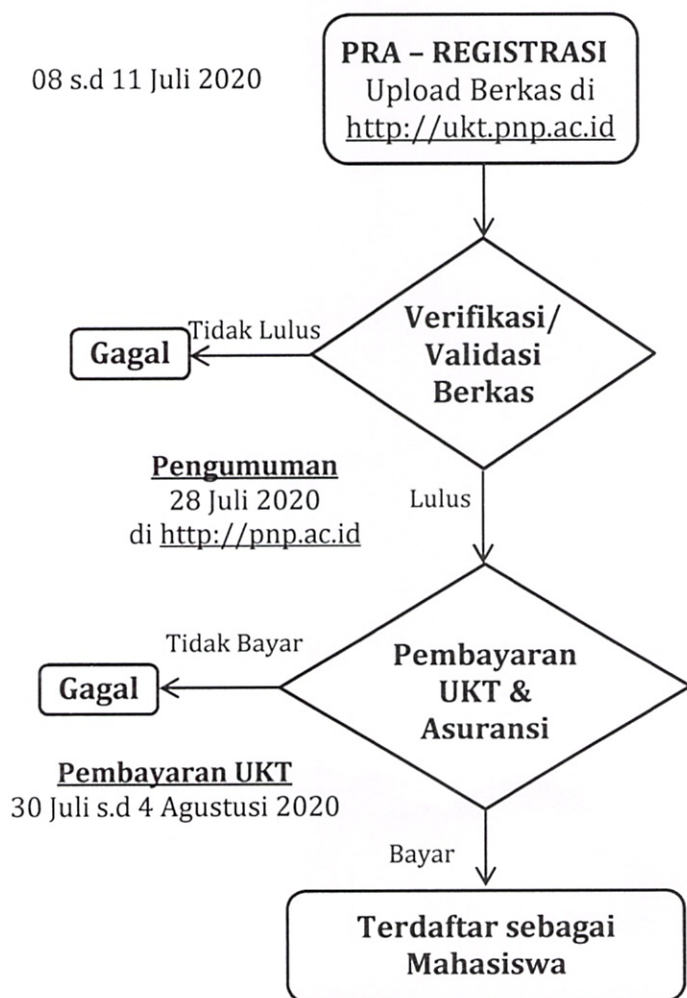 08 s.d 11 Juli 2020
PRA – REGISTRASI
Upload Berkas di
http://ukt.pnp.ac.id
Verifikasi/
Validasi
Berkas
Tidak Lulus
Gagal
Pengumuman
28 Juli 2020
di http://pnp.ac.id
Lulus
Pembayaran
UKT &
Asuransi
Tidak Bayar
Gagal
Pembayaran UKT
30 Juli s.d 4 Agustusi 2020
Bayar
Terdaftar sebagai
Mahasiswa